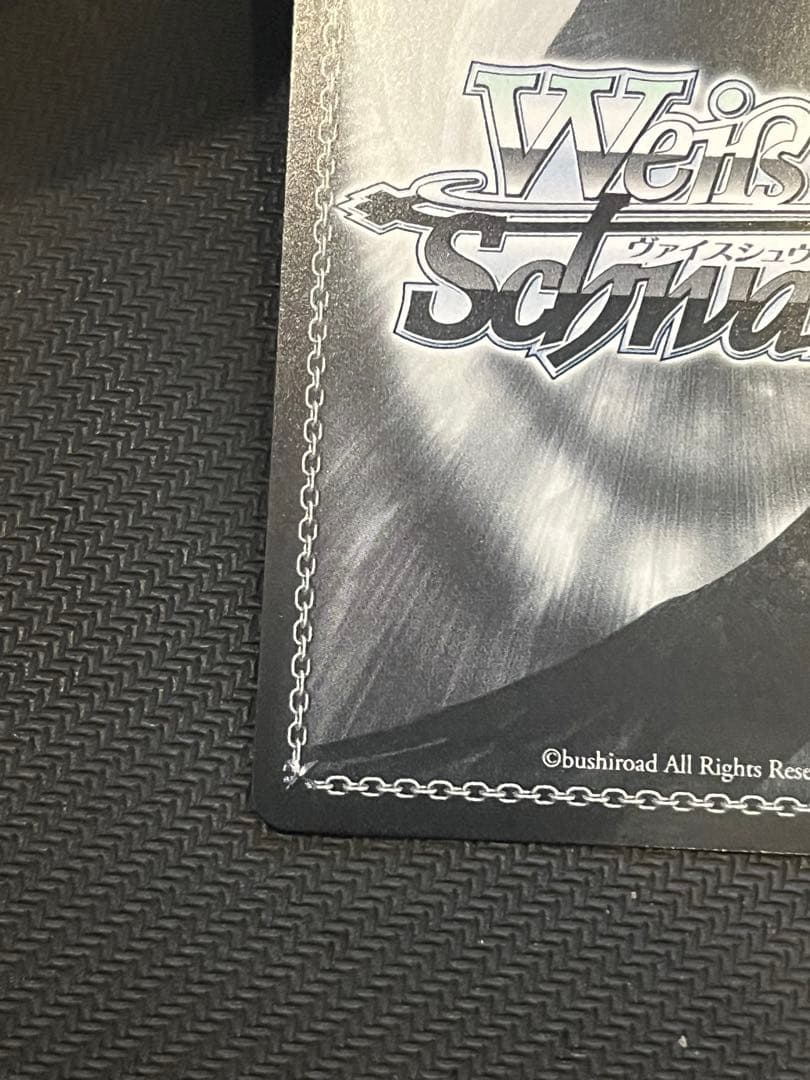 Weiß
ヴァイスシュヴ
Schwa
©bushiroad All Rights Rese